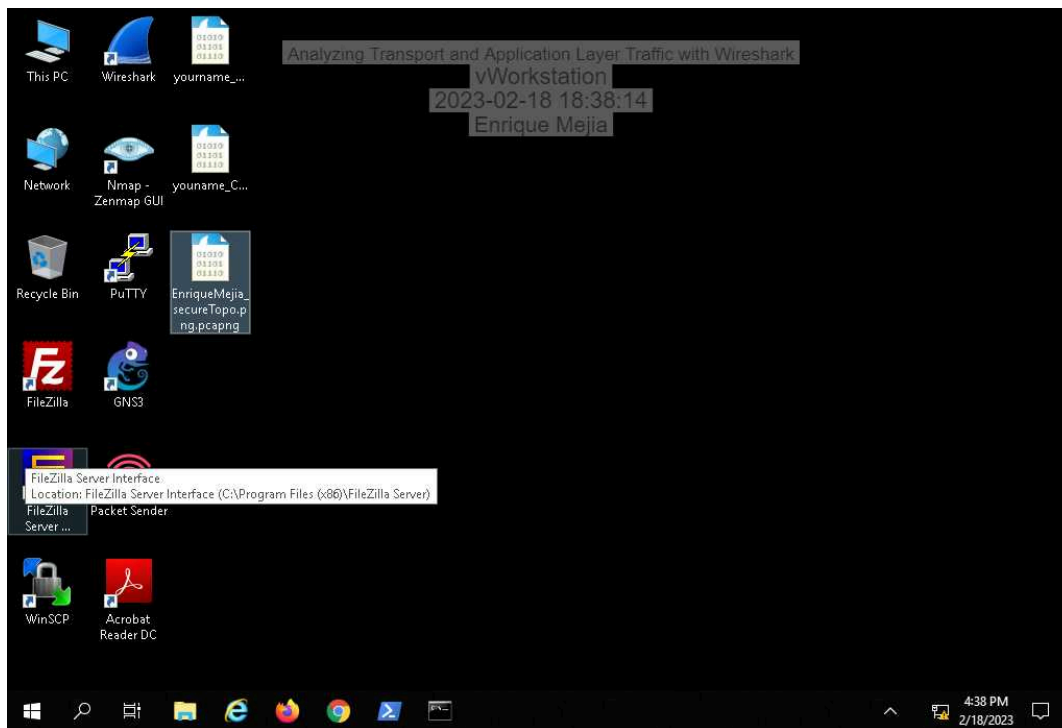 Analyzing Transport and Application Layer Traffic with Wireshark
vWorkstation
2023-02-18 18:38:14
Enrique Mejia
This PC
Wireshark
yourname_...
Network
Nmap -
Zenmap GUI
youname_C...
Recycle Bin
PuTTY
EnriqueMejia_
secureTopo.p
ng.pcapng
FileZilla
GNS3
FileZilla Server Interface
Location: FileZilla Server Interface (C:\Program Files (x86)\FileZilla Server)
FileZilla
Server ...
Packet Sender
WinSCP
Acrobat
Reader DC
4:38 PM
2/18/2023